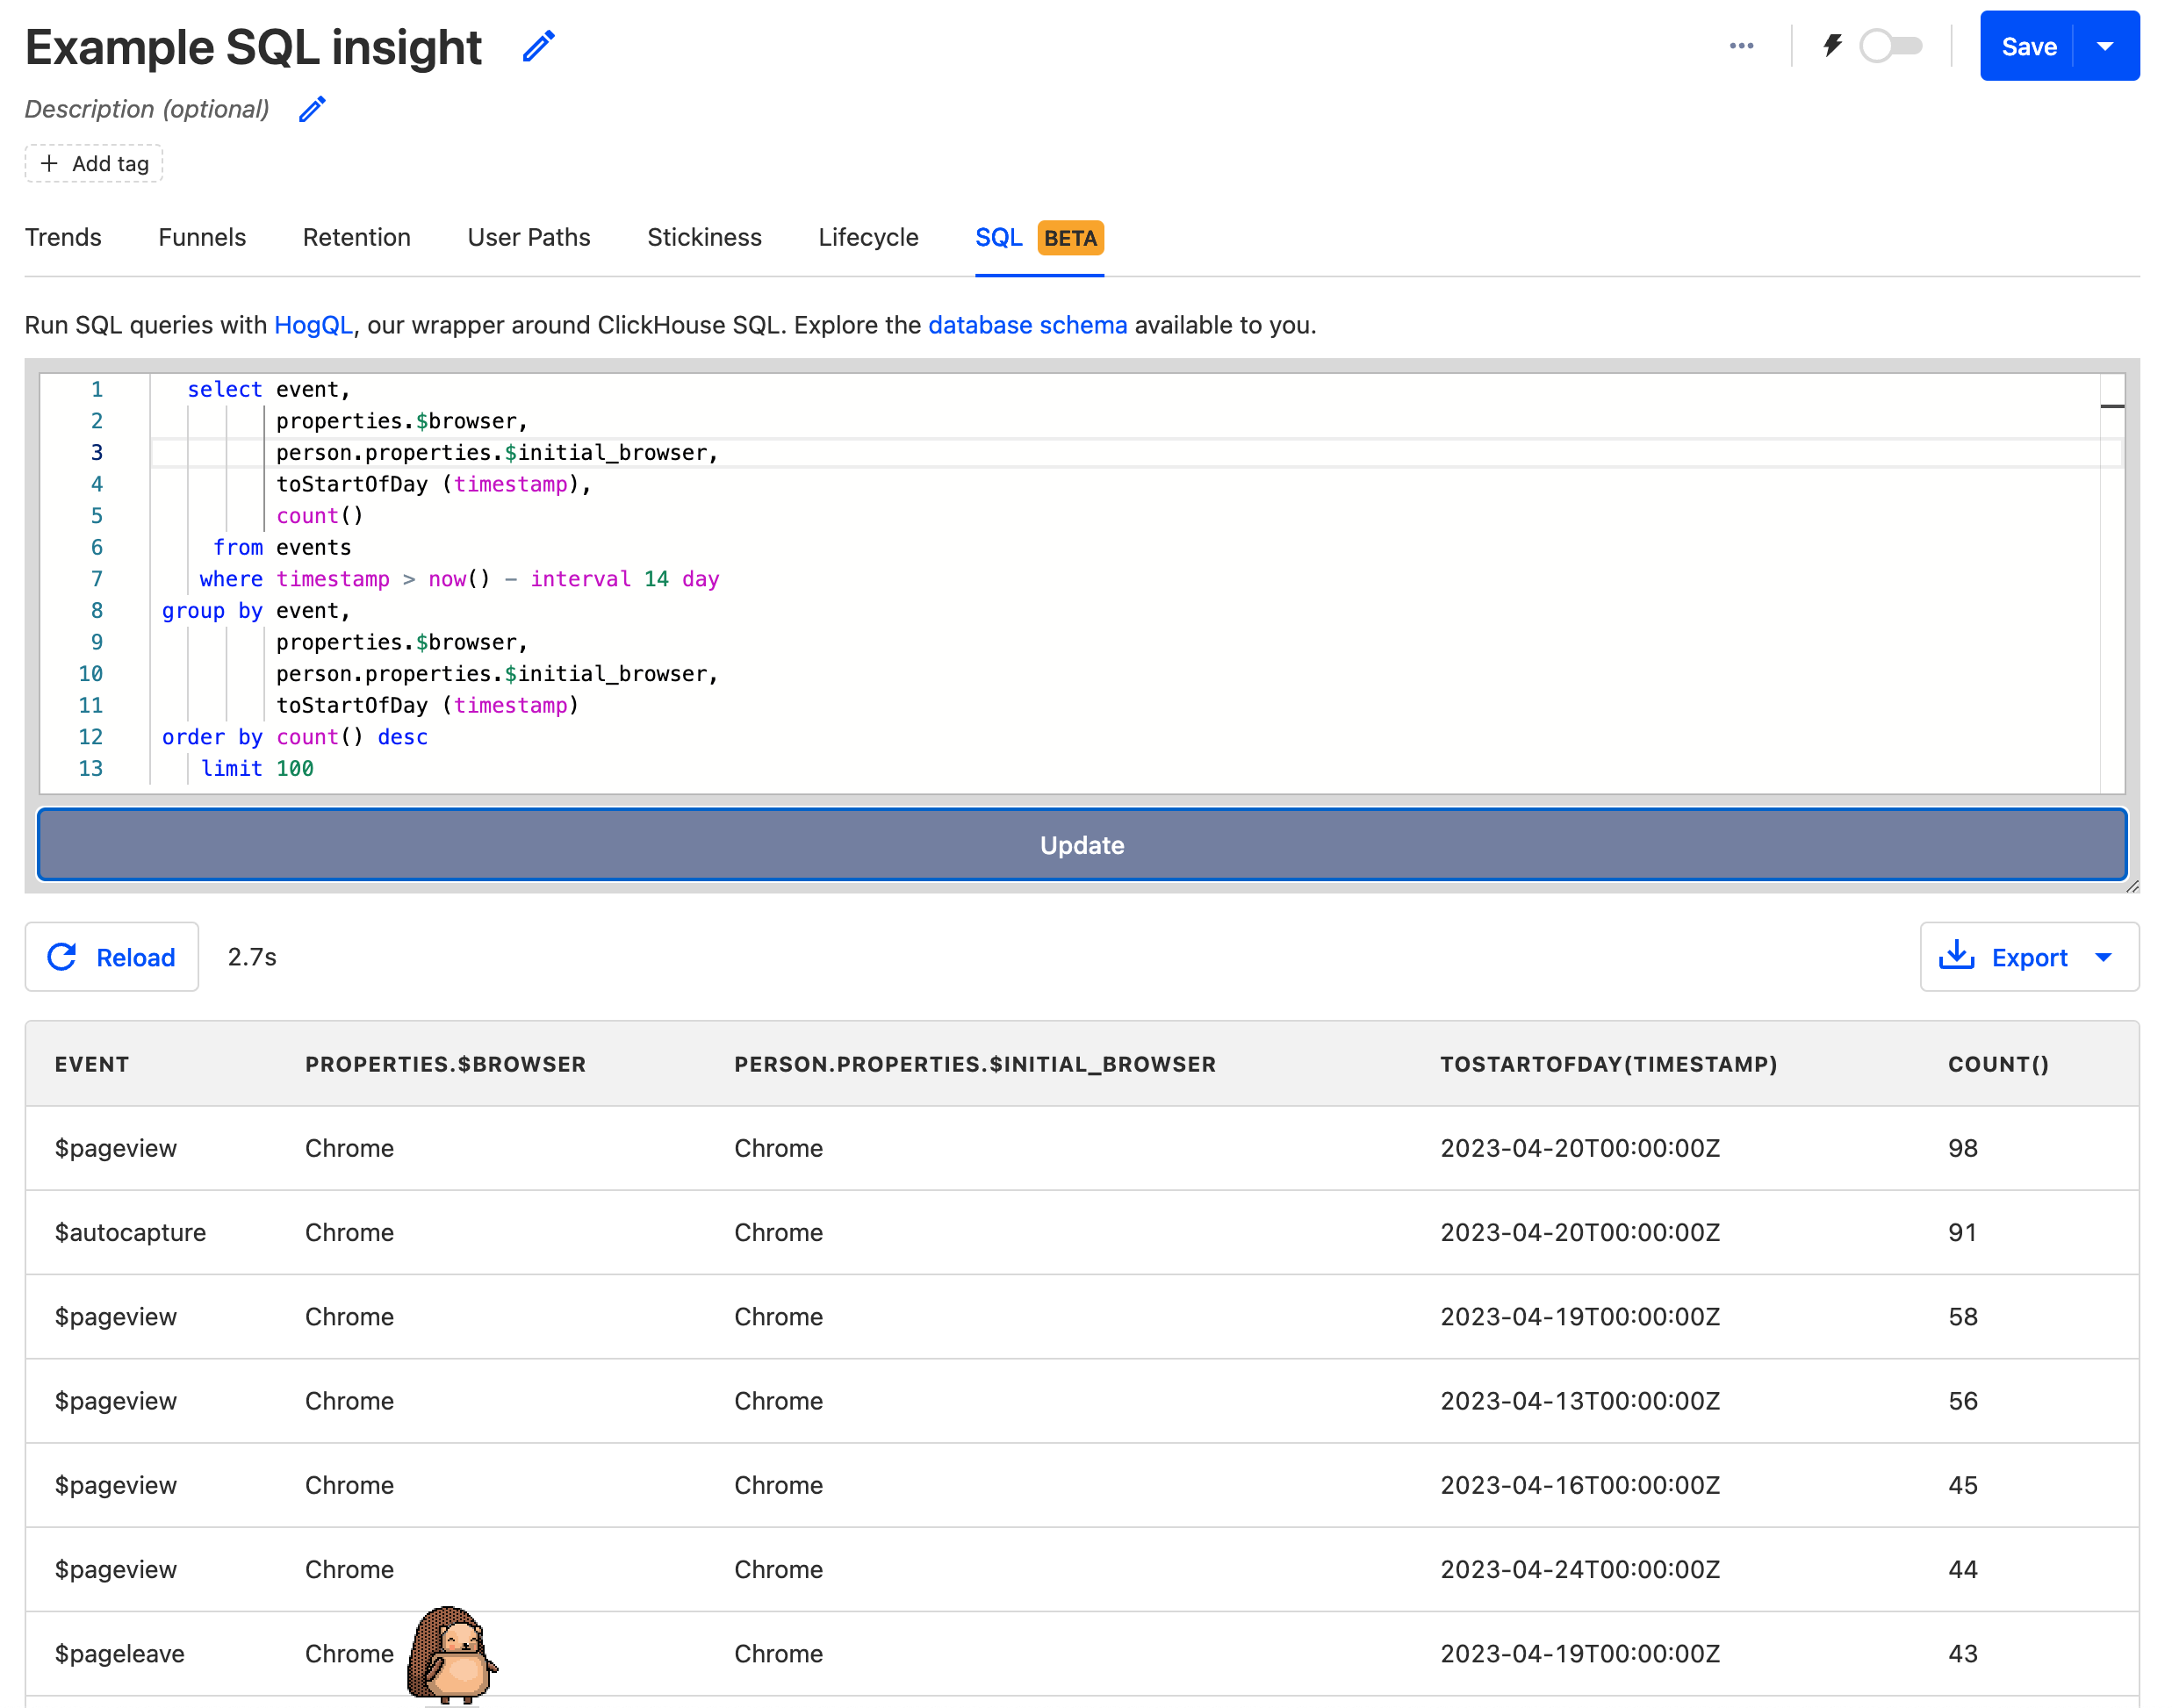 Example SQL insight
Save
Description (optional)
+ Add tag
Trends Funnels Retention User Paths Stickiness Lifecycle SQL BETA
Run SQL queries with HogQL, our wrapper around ClickHouse SQL. Explore the database schema available to you.
1 select event,
2 properties.$browser,
3 person.properties.$initial_browser,
4 toStartOfDay (timestamp),
5 count()
6 from events
7 where timestamp > now() - interval 14 day
8 group by event,
9 properties.$browser,
10 person.properties.$initial_browser,
11 toStartOfDay (timestamp)
12 order by count() desc
13 limit 100
Update
Reload 2.7s Export
EVENT PROPERTIES.$BROWSER PERSON.PROPERTIES.$INITIAL_BROWSER TOSTARTOFDAY(TIMESTAMP) COUNT()
$pageview Chrome Chrome 2023-04-20T00:00:00Z 98
$autocapture Chrome Chrome 2023-04-20T00:00:00Z 91
$pageview Chrome Chrome 2023-04-19T00:00:00Z 58
$pageview Chrome Chrome 2023-04-13T00:00:00Z 56
$pageview Chrome Chrome 2023-04-16T00:00:00Z 45
$pageview Chrome Chrome 2023-04-24T00:00:00Z 44
$pageleave Chrome Chrome 2023-04-19T00:00:00Z 43